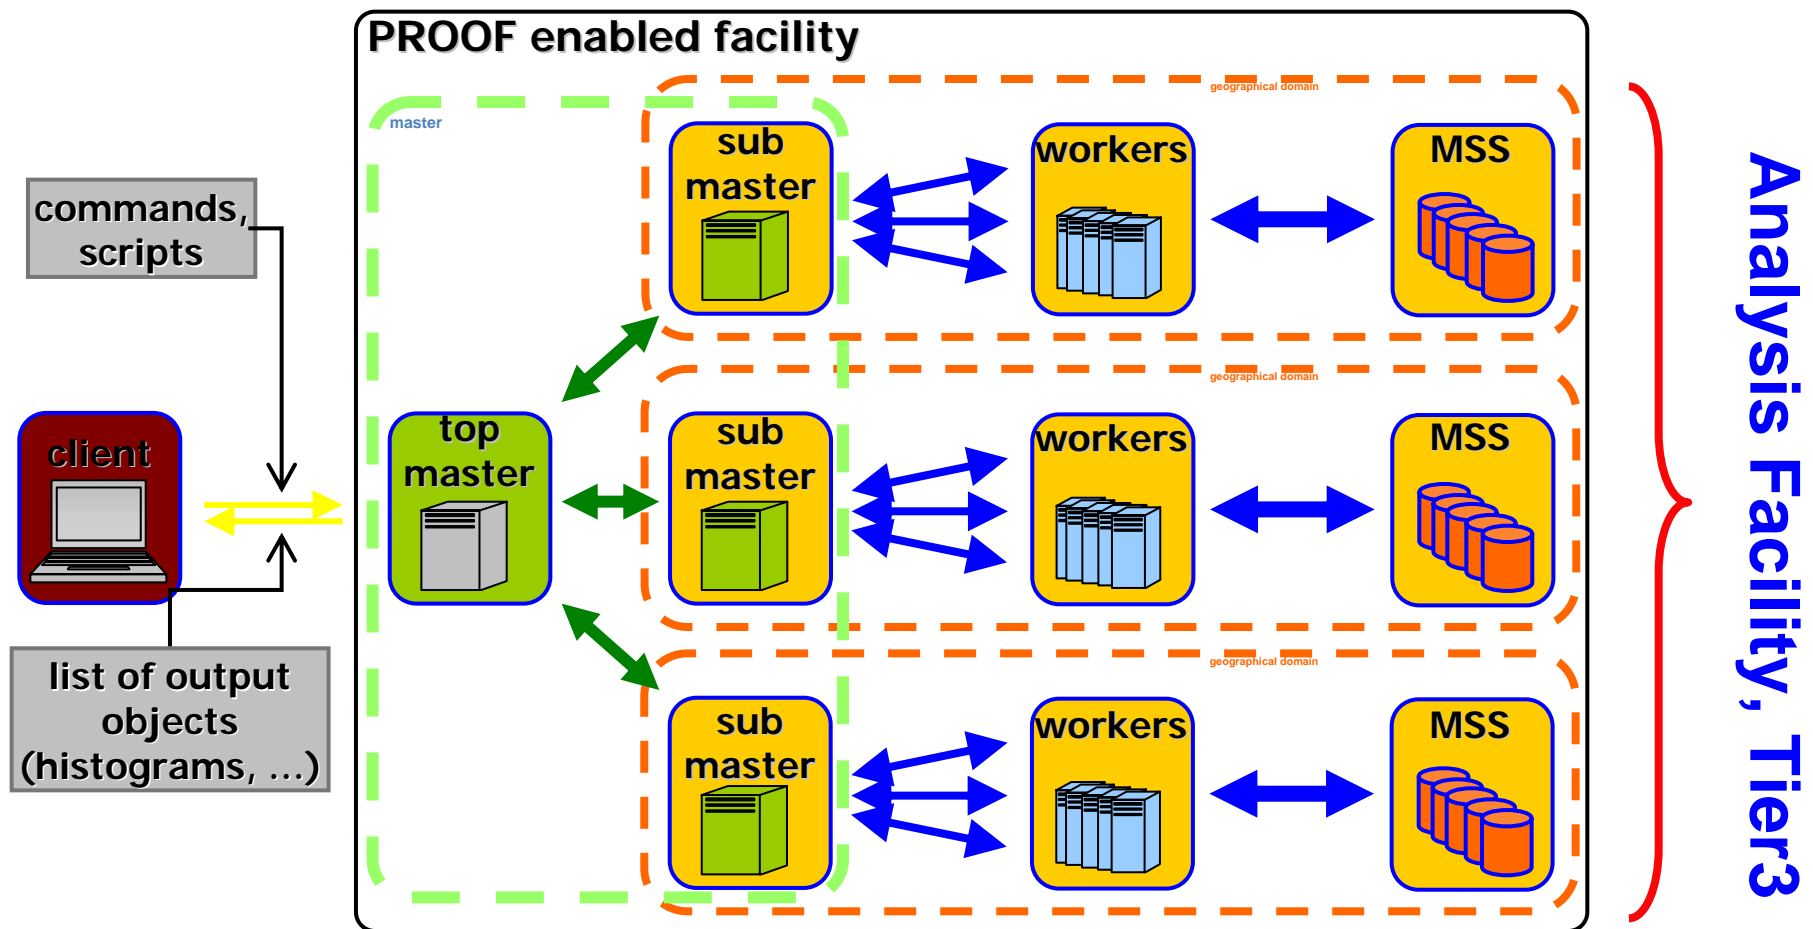 PROOF enabled facility
master
commands,
scripts
client
list of output
objects
(histograms, ...)
top
master
geographical domain
sub
master
workers
MSS
geographical domain
sub
master
workers
MSS
geographical domain
sub
master
workers
MSS
Analysis Facility, Tier3